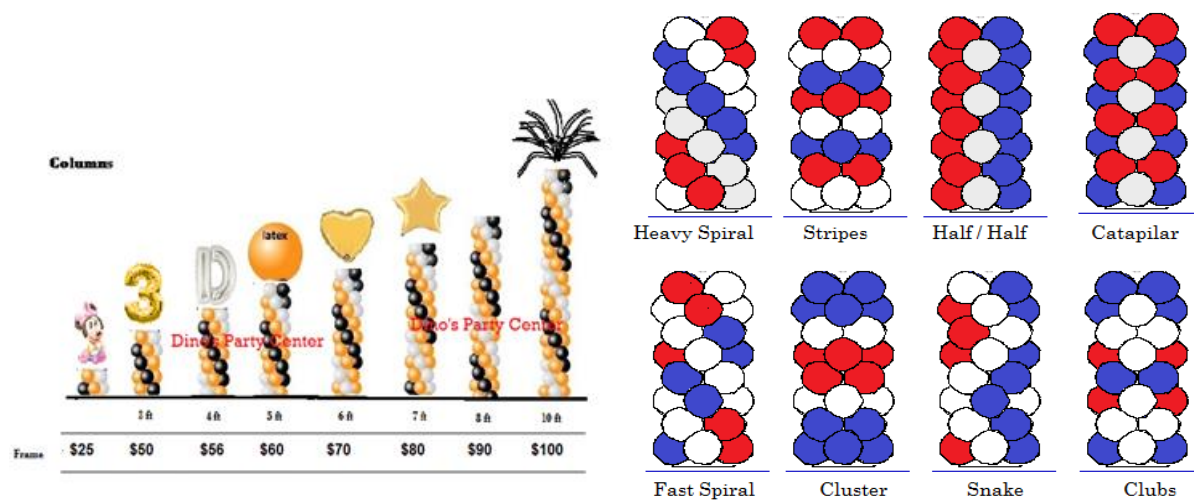 Columns
3
D
latex
Dino's Party Center
Dino's Party Center
3 ft 4 ft 5 ft 6 ft 7 ft 8 ft 10 ft
Frame $25 $50 $56 $60 $70 $80 $90 $100
Heavy Spiral Stripes Half / Half Catapilar
Fast Spiral Cluster Snake Clubs